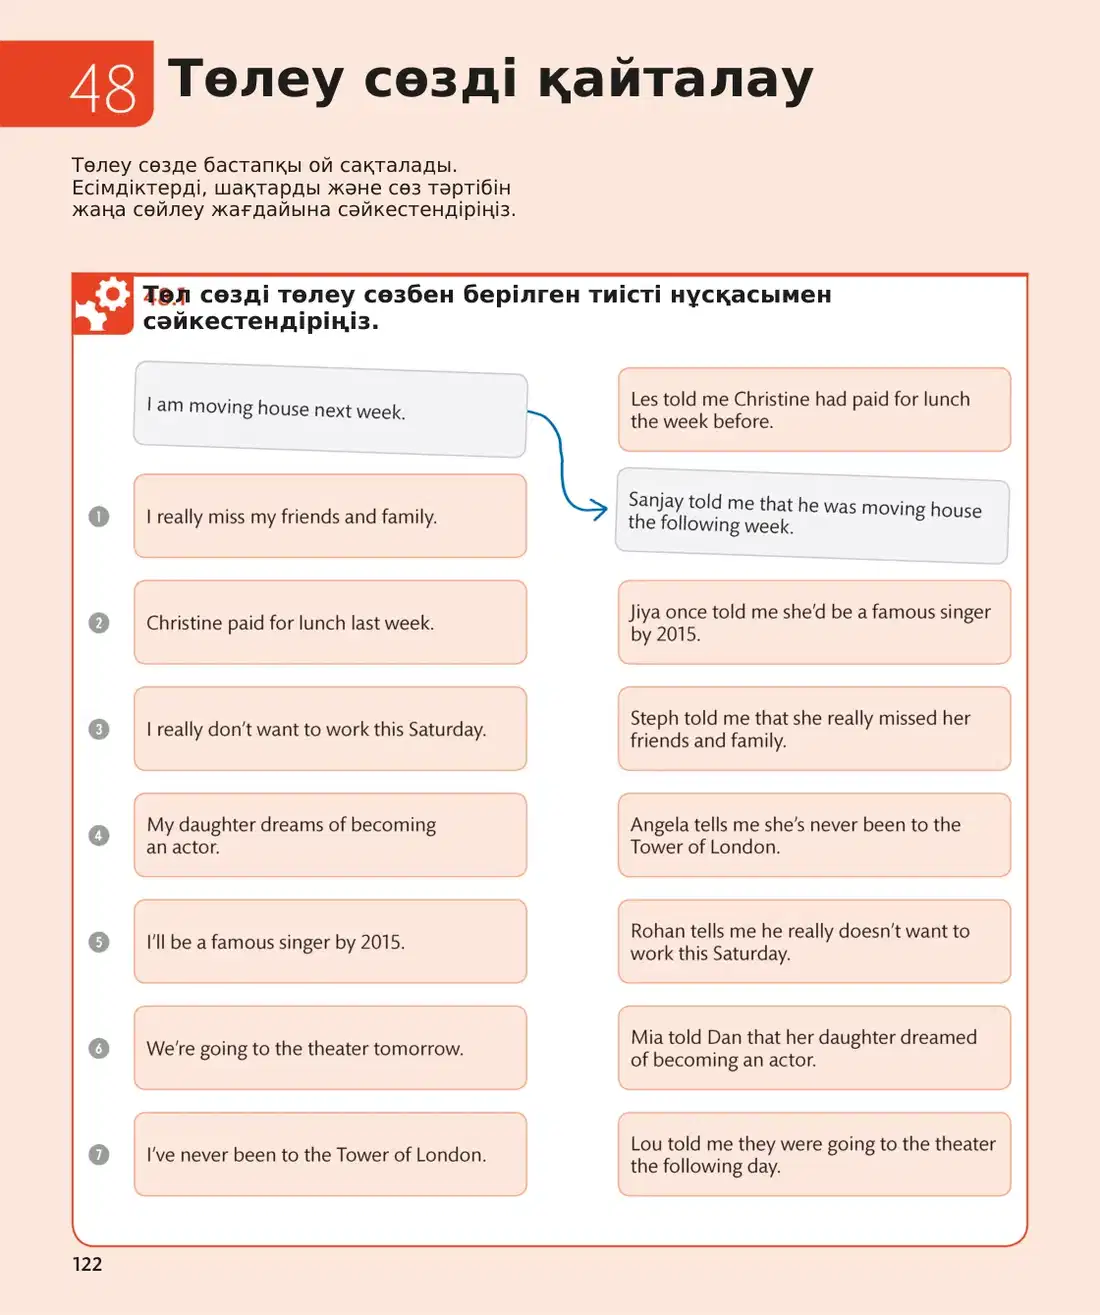 48
Төлеу сөзді қайталау
Төлеу сөзде бастапқы ой сақталады.
Есімдіктерді, шақтарды және сөз тәртібін
жаңа сөйлеу жағдайына сәйкестендіріңіз.
Төл сөзді төлеу сөзбен берілген тиісті нұсқасымен
сәйкестендіріңіз.
I am moving house next week.
Les told me Christine had paid for lunch
the week before.
Sanjay told me that he was moving house
the following week.
1
I really miss my friends and family.
2
Christine paid for lunch last week.
Jiya once told me she’d be a famous singer
by 2015.
3
I really don’t want to work this Saturday.
Steph told me that she really missed her
friends and family.
4
My daughter dreams of becoming
an actor.
Angela tells me she’s never been to the
Tower of London.
5
I’ll be a famous singer by 2015.
Rohan tells me he really doesn’t want to
work this Saturday.
6
We’re going to the theater tomorrow.
Mia told Dan that her daughter dreamed
of becoming an actor.
7
I’ve never been to the Tower of London.
Lou told me they were going to the theater
the following day.
122